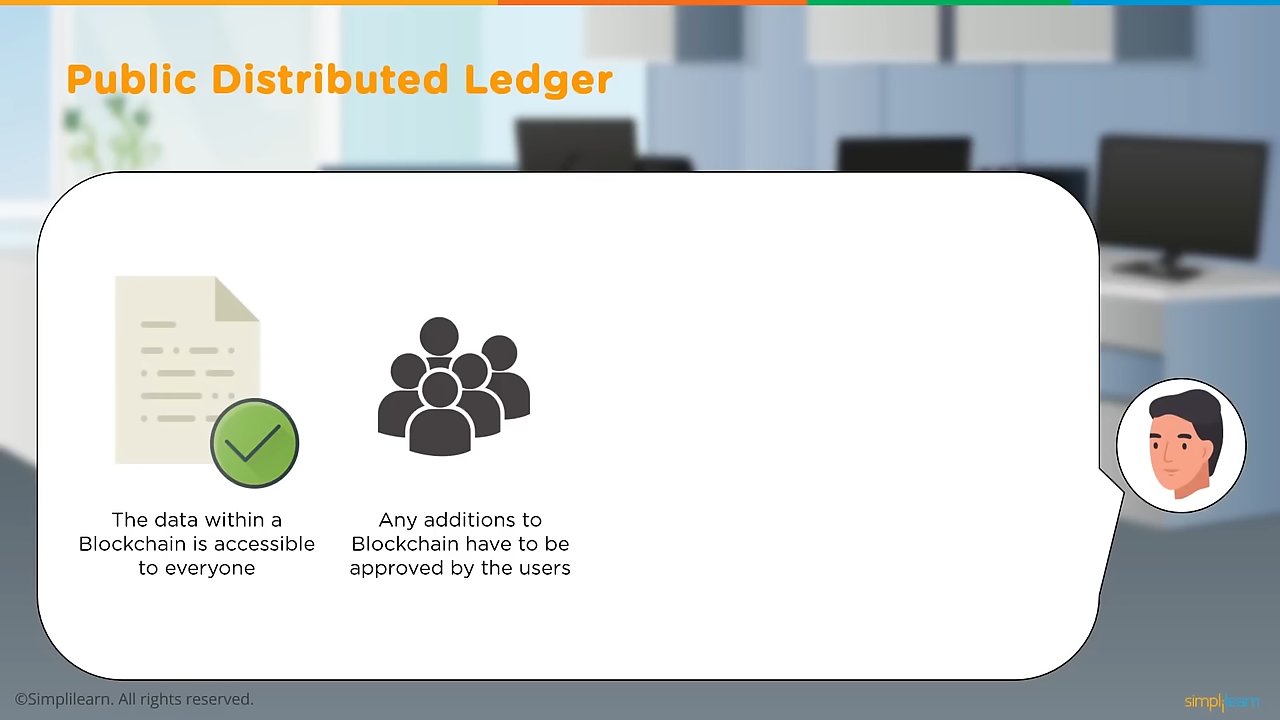 Public Distributed Ledger
The data within a
Blockchain is accessible
to everyone
Any additions to
Blockchain have to be
approved by the users
©Simplilearn. All rights reserved.
simplilearn